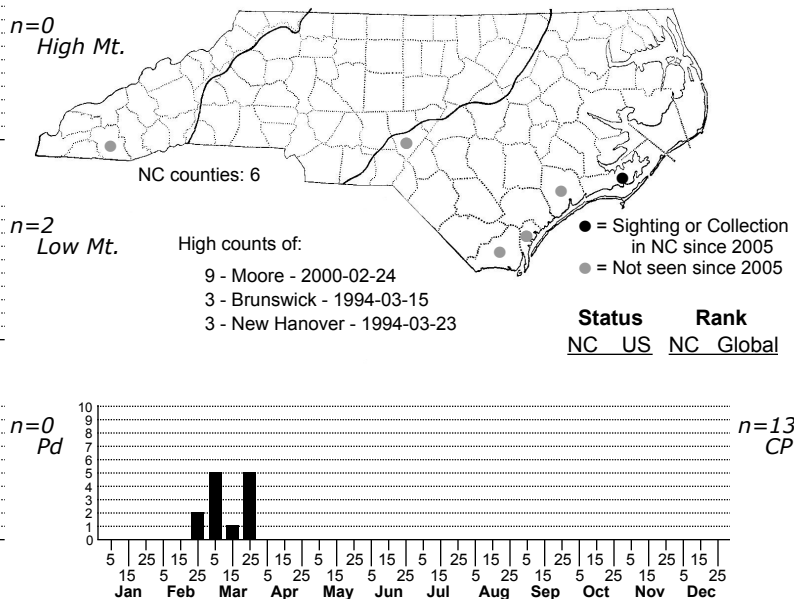 n=0
High Mt.
NC counties: 6
n=2
Low Mt.
High counts of:
9 - Moore - 2000-02-24
3 - Brunswick - 1994-03-15
3 - New Hanover - 1994-03-23
● = Sighting or Collection
in NC since 2005
● = Not seen since 2005
Status Rank
NC US NC Global
n=0
Pd
n=13
CP
10
9
8
7
6
5
4
3
2
1
0
5 25 15 5 25 15 5 25 15 5 25 15 5 25 15 5 25 15
15 5 25 15 5 25 15 5 25 15 5 25 15 5 25 15 5 25
Jan Feb Mar Apr May Jun Jul Aug Sep Oct Nov Dec